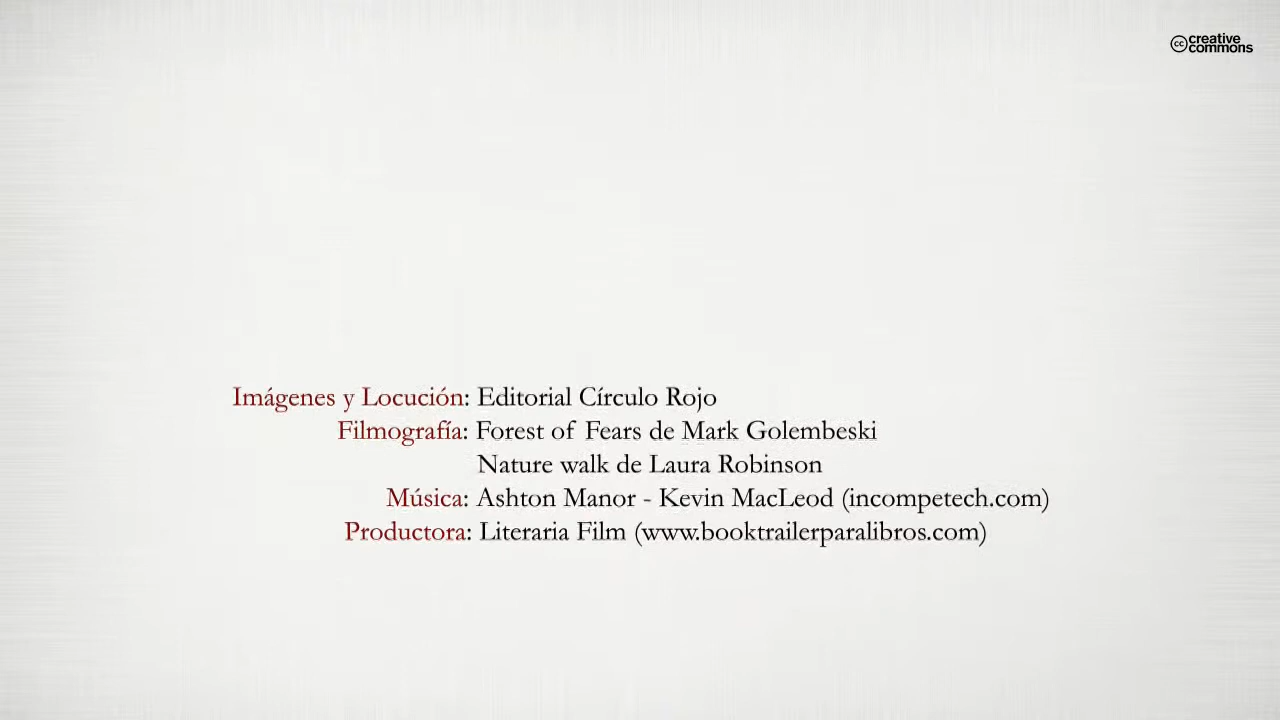 cc creative
commons
Imágenes y Locución: Editorial Círculo Rojo
Filmografía: Forest of Fears de Mark Golembeski
Nature walk de Laura Robinson
Música: Ashton Manor - Kevin MacLeod (incompetech.com)
Productora: Literaria Film (www.booktrailerparalibros.com)